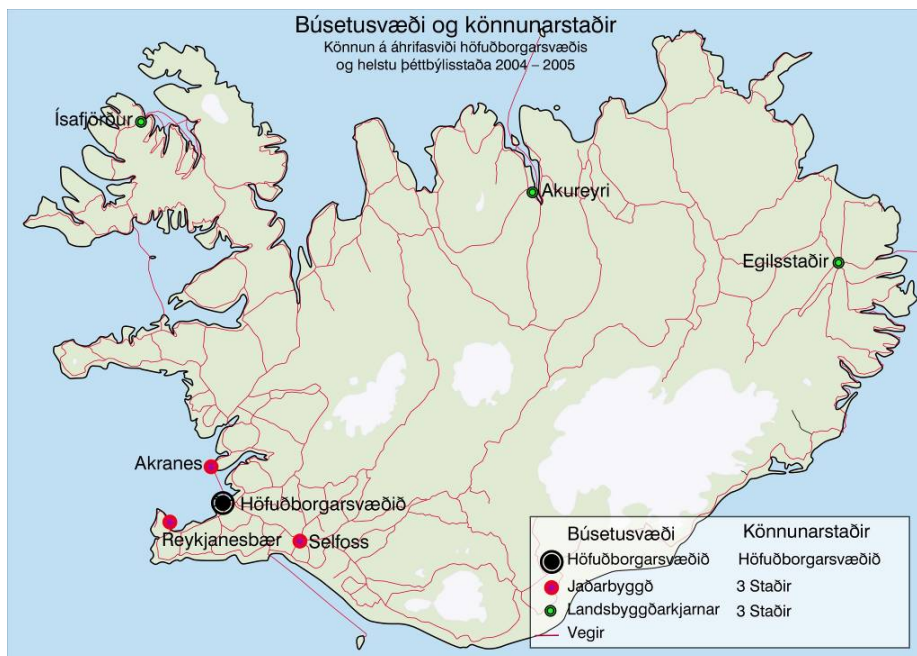 Búsetusvæði og könnunarstaðir
Könnun á áhrifasviði höfuðborgarsvæðis
og helstu þéttbýlisstaða 2004 – 2005
Ísafjörður
Akureyri
Egilsstaðir
Akranes
Höfuðborgarsvæðið
Reykjanesbær
Selfoss
Búsetusvæði Könnunarstaðir
Höfuðborgarsvæðið Höfuðborgarsvæðið
Jaðarbyggð 3 Staðir
Landsbyggðarkjarnar 3 Staðir
Vegir